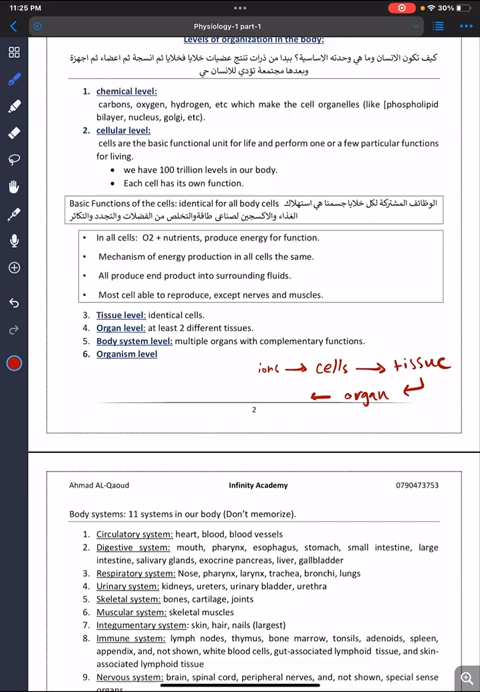 11:25 PM
30%
Physiology-1 part-1
Levels of organization in the body:
كيف تكون الانسان وما هي وحدته الاساسية؟ يبدا من ذرات تنتج عضيات خلايا فخلايا ثم انسجة ثم اعضاء ثم اجهزة
وبعدها مجتمعة تؤدي للانسان حي
1. chemical level:
carbons, oxygen, hydrogen, etc which make the cell organelles (like [phospholipid
bilayer, nucleus, golgi, etc).
2. cellular level:
cells are the basic functional unit for life and perform one or a few particular functions
for living.
• we have 100 trillion levels in our body.
• Each cell has its own function.
Basic Functions of the cells: identical for all body cells الوظائف المشتركة لكل خلايا جسمنا هي استهلاك
الغذاء والاكسجين لصناعى طاقة والتخلص من الفضلات والتجدد والتكاثر
• In all cells: O2 + nutrients, produce energy for function.
• Mechanism of energy production in all cells the same.
• All produce end product into surrounding fluids.
• Most cell able to reproduce, except nerves and muscles.
3. Tissue level: identical cells.
4. Organ level: at least 2 different tissues.
5. Body system level: multiple organs with complementary functions.
6. Organism level
ions → cells → tissue
← organ ↵
2
Ahmad AL-Qaoud Infinity Academy 0790473753
Body systems: 11 systems in our body (Don't memorize).
1. Circulatory system: heart, blood, blood vessels
2. Digestive system: mouth, pharynx, esophagus, stomach, small intestine, large
intestine, salivary glands, exocrine pancreas, liver, gallbladder
3. Respiratory system: Nose, pharynx, larynx, trachea, bronchi, lungs
4. Urinary system: kidneys, ureters, urinary bladder, urethra
5. Skeletal system: bones, cartilage, joints
6. Muscular system: skeletal muscles
7. Integumentary system: skin, hair, nails (largest)
8. Immune system: lymph nodes, thymus, bone marrow, tonsils, adenoids, spleen,
appendix, and, not shown, white blood cells, gut-associated lymphoid tissue, and skin-
associated lymphoid tissue
9. Nervous system: brain, spinal cord, peripheral nerves, and, not shown, special sense
organs